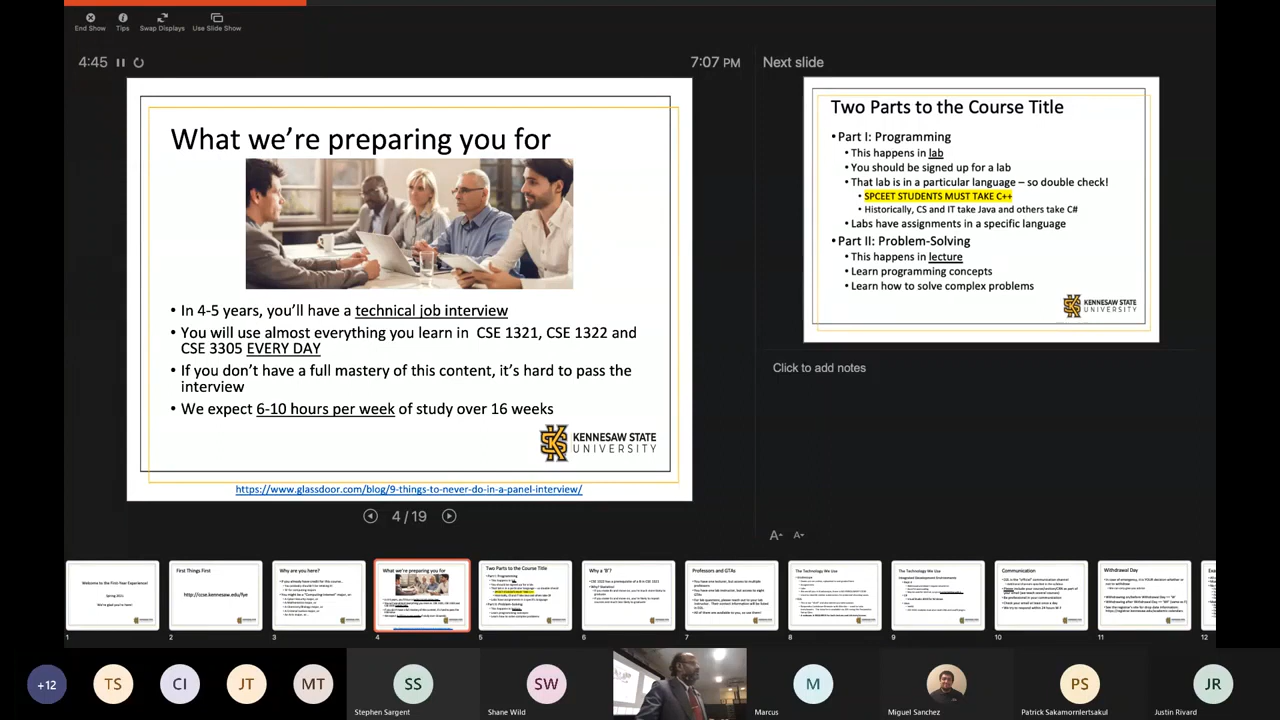 End Show
Tips
Swap Displays
Use Slide Show
4:45
7:07 PM
Next slide
What we're preparing you for
• In 4-5 years, you'll have a technical job interview
• You will use almost everything you learn in CSE 1321, CSE 1322 and
CSE 3305 EVERY DAY
• If you don't have a full mastery of this content, it's hard to pass the
interview
• We expect 6-10 hours per week of study over 16 weeks
KENNESAW STATE
UNIVERSITY
https://www.glassdoor.com/blog/9-things-to-never-do-in-a-panel-interview/
4 / 19
Two Parts to the Course Title
• Part I: Programming
• This happens in lab
• You should be signed up for a lab
• That lab is in a particular language – so double check!
• SPCEET STUDENTS MUST TAKE C++
• Historically, CS and IT take Java and others take C#
• Labs have assignments in a specific language
• Part II: Problem-Solving
• This happens in lecture
• Learn programming concepts
• Learn how to solve complex problems
KENNESAW STATE
UNIVERSITY
Click to add notes
A A
Welcome to the First-Year Experience!
First Things First
http://ccse.kennesaw.edu/fye
Why are you here?
What we're preparing you for
Two Parts to the Course Title
Why a 'B'?
Professors and GTAs
The Technology We Use
The Technology We Use
Communication
Withdrawal Day
1
2
3
4
5
6
7
8
9
10
11
12
+12
TS
CI
JT
MT
SS
Stephen Sargent
SW
Shane Wild
M
Marcus
Miguel Sanchez
PS
Patrick Sakamornlertsakul
JR
Justin Rivard